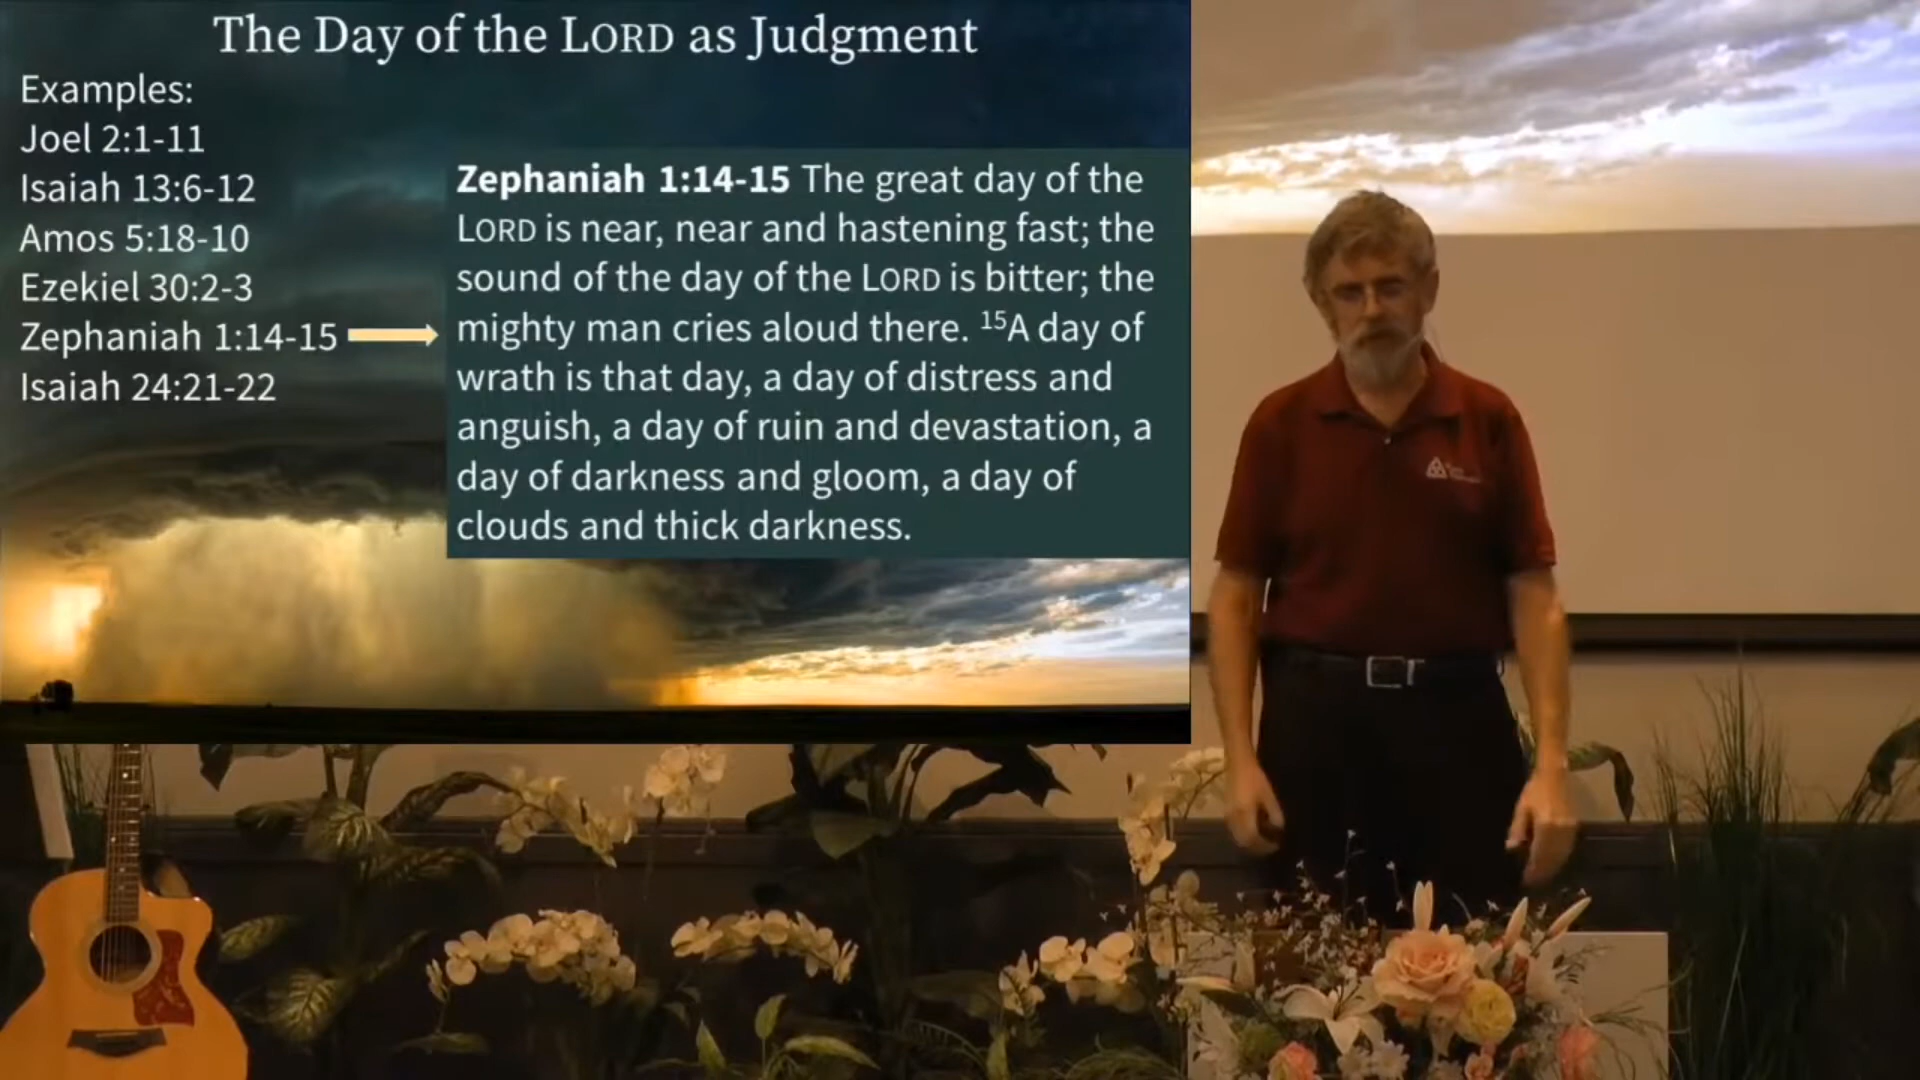 The Day of the LORD as Judgment
Examples:
Joel 2:1-11
Isaiah 13:6-12
Amos 5:18-10
Ezekiel 30:2-3
Zephaniah 1:14-15
Isaiah 24:21-22
Zephaniah 1:14-15 The great day of the
LORD is near, near and hastening fast; the
sound of the day of the LORD is bitter; the
mighty man cries aloud there. 15A day of
wrath is that day, a day of distress and
anguish, a day of ruin and devastation, a
day of darkness and gloom, a day of
clouds and thick darkness.